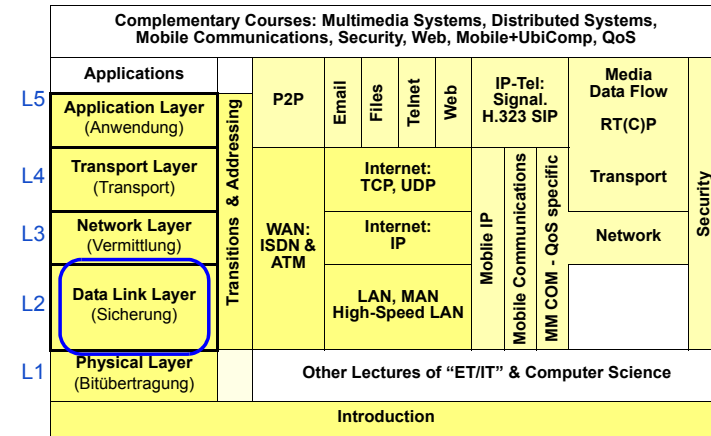 Complementary Courses: Multimedia Systems, Distributed Systems,
Mobile Communications, Security, Web, Mobile+UbiComp, QoS
Applications
L5
Application Layer
(Anwendung)
L4
Transport Layer
(Transport)
L3
Network Layer
(Vermittlung)
L2
Data Link Layer
(Sicherung)
L1
Physical Layer
(Bitübertragung)
Transitions & Addressing
P2P
Email
Files
Telnet
Web
IP-Tel:
Signal.
H.323 SIP
Media
Data Flow
RT(C)P
WAN:
ISDN &
ATM
Internet:
TCP, UDP
Internet:
IP
LAN, MAN
High-Speed LAN
Mobile IP
Mobile Communications
MM COM - QoS specific
Transport
Network
Security
Other Lectures of “ET/IT” & Computer Science
Introduction